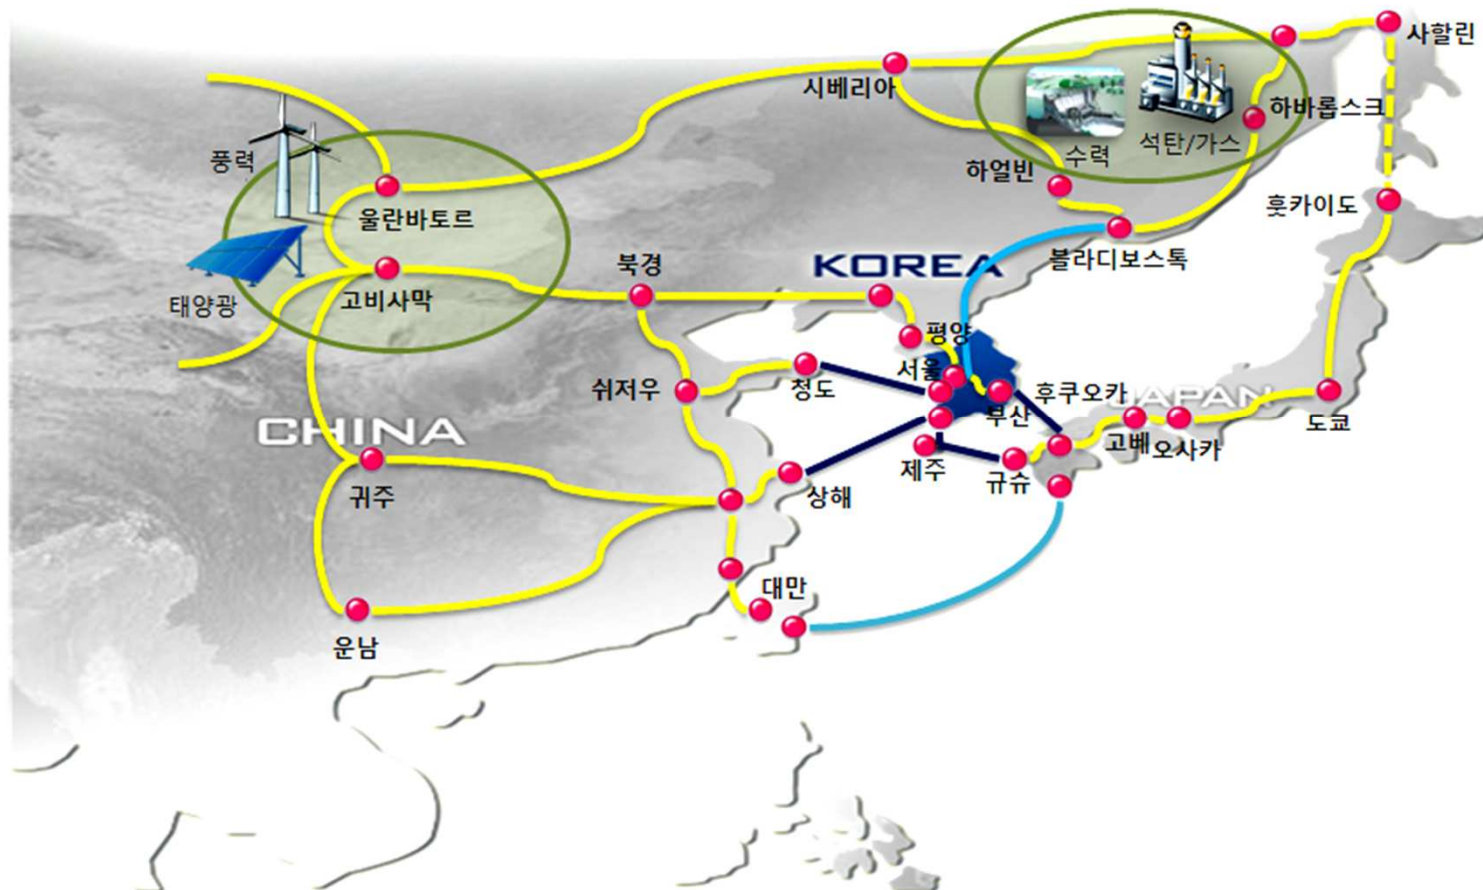 사할린
시베리아
하바롭스크
석탄/가스
수력
풍력
하얼빈
울란바토르
훗카이도
KOREA
볼라디보스톡
북경
고비사막
태양광
평양
서울
청도
쉬저우
후쿠오카
JAPAN
부산
도쿄
CHINA
고베
오사카
제주
규슈
귀주
상해
대만
운남